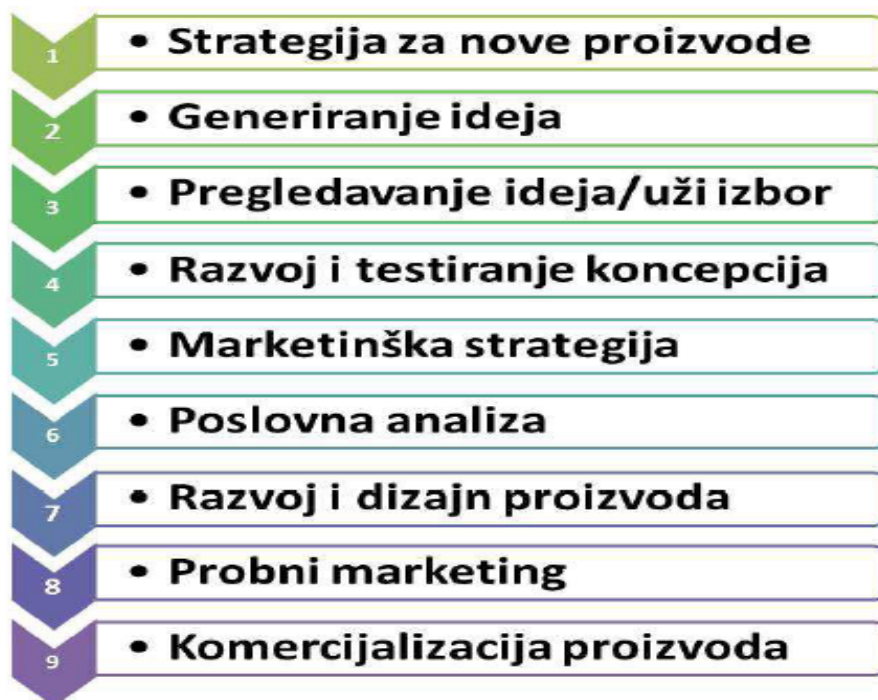 1 • Strategija za nove proizvode
2 • Generiranje ideja
3 • Pregledavanje ideja/uži izbor
4 • Razvoj i testiranje koncepcija
5 • Marketinška strategija
6 • Poslovna analiza
7 • Razvoj i dizajn proizvoda
8 • Probni marketing
9 • Komercijalizacija proizvoda